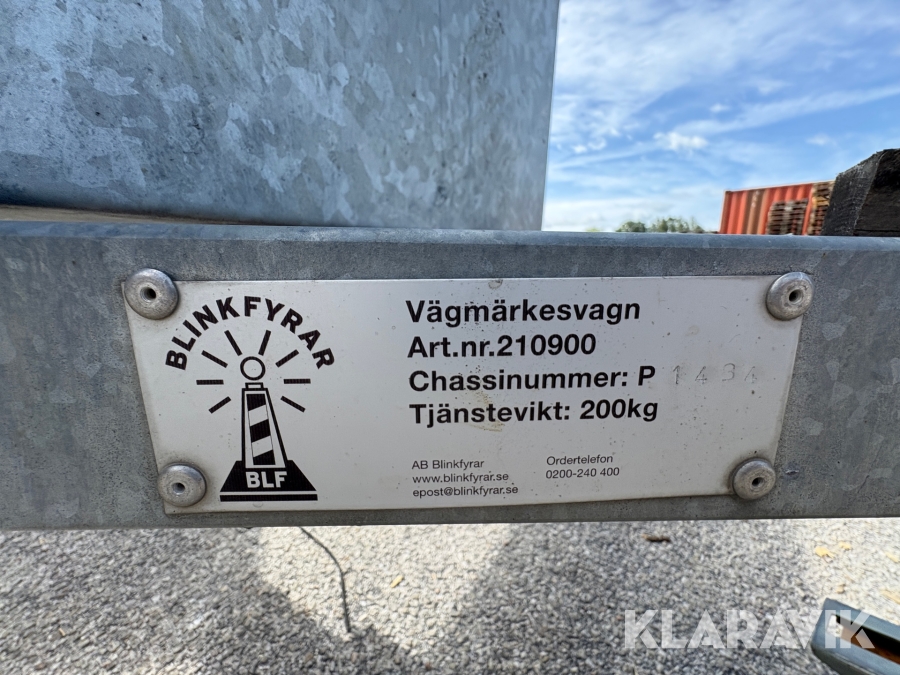 BLINKFYRAR
BLF
Vägmärkesvagn
Art.nr.210900
Chassinummer: P 1434
Tjänstevikt: 200kg
AB Blinkfyrar
www.blinkfyrar.se
epost@blinkfyrar.se
Ordertelefon
0200-240 400
KLARAVIK